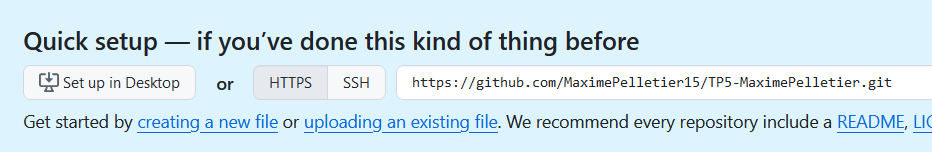 Quick setup — if you’ve done this kind of thing before
Set up in Desktop or HTTPS SSH https://github.com/MaximePelletier15/TP5-MaximePelletier.git
Get started by creating a new file or uploading an existing file. We recommend every repository include a README,